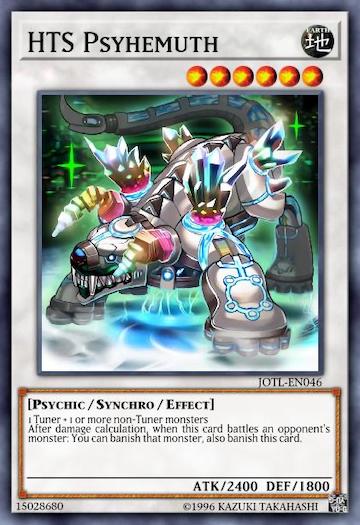 HTS Psyhemuth
EARTH
地
JOTL-EN046
[Psychic / Synchro / Effect]
1 Tuner + 1 or more non-Tuner monsters
After damage calculation, when this card battles an opponent's
monster: You can banish that monster, also banish this card.
ATK/2400 DEF/1800
15028680
©1996 KAZUKI TAKAHASHI